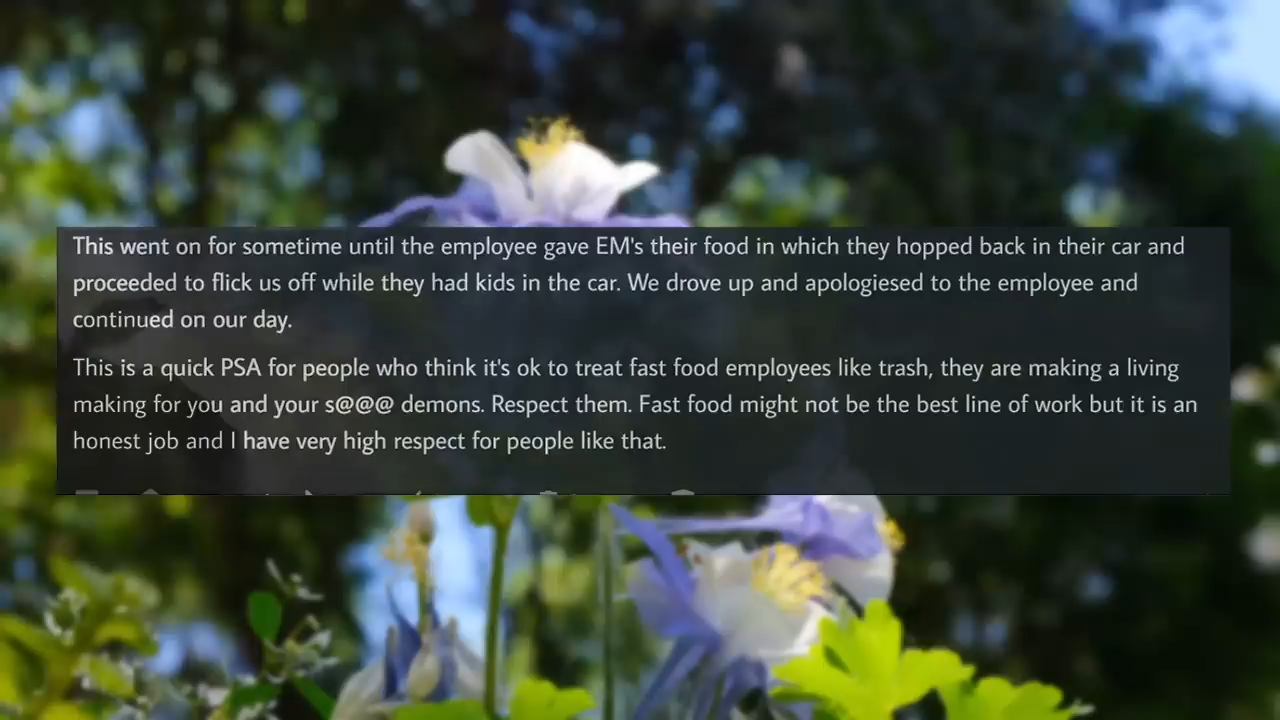 This went on for sometime until the employee gave EM's their food in which they hopped back in their car and
proceeded to flick us off while they had kids in the car. We drove up and apologiesed to the employee and
continued on our day.
This is a quick PSA for people who think it's ok to treat fast food employees like trash, they are making a living
making for you and your s@@@ demons. Respect them. Fast food might not be the best line of work but it is an
honest job and I have very high respect for people like that.